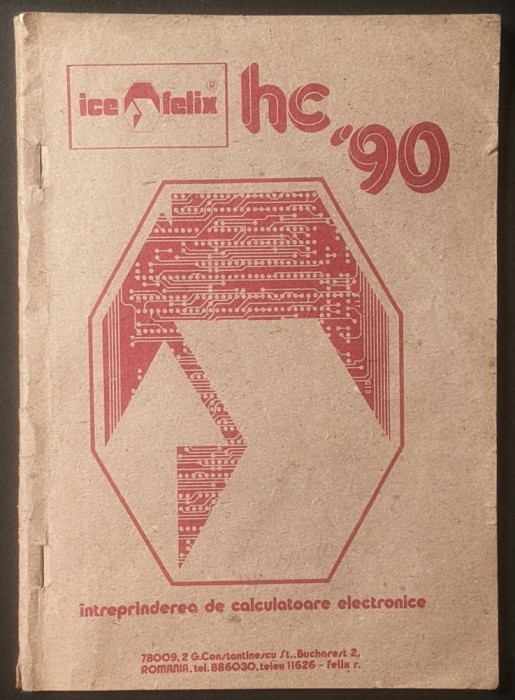 ice felix ®
hc '90
întreprinderea de calculatoare electronice
78009, 2 G.Constantinescu St., Bucharest 2,
ROMANIA, tel. 886030, telex 11626 - felix r.